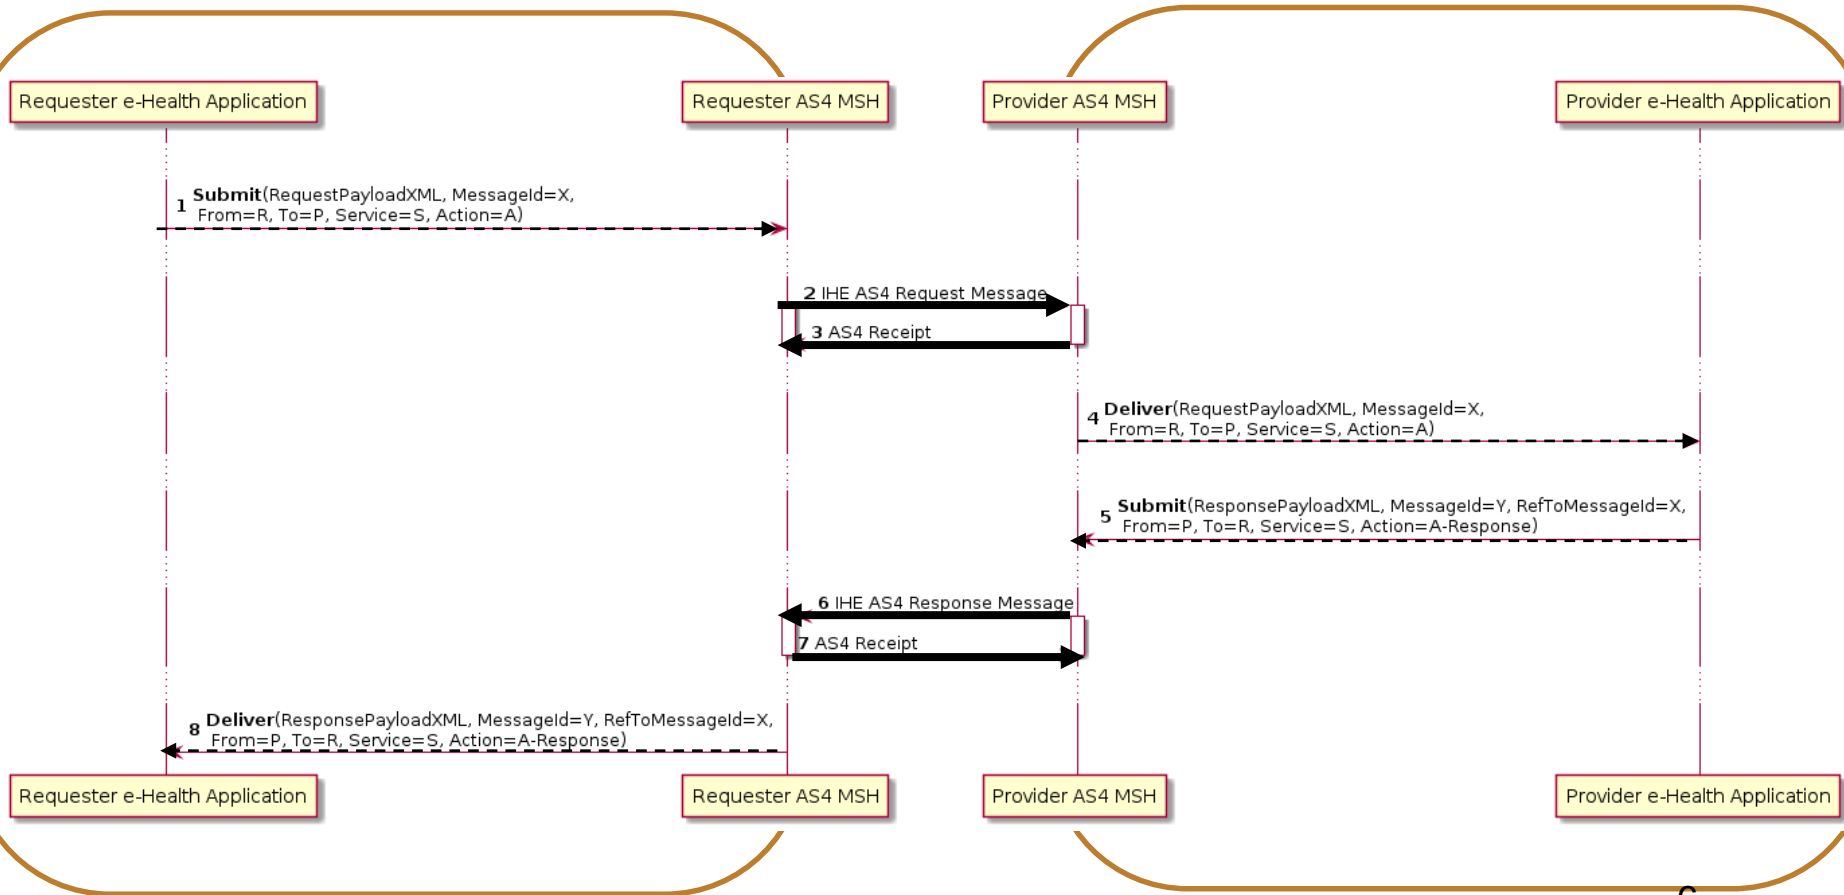 Requester e-Health Application
Requester AS4 MSH
Provider AS4 MSH
Provider e-Health Application
1 Submit(RequestPayloadXML, MessageId=X,
From=R, To=P, Service=S, Action=A)
2 IHE AS4 Request Message
3 AS4 Receipt
4 Deliver(RequestPayloadXML, MessageId=X,
From=R, To=P, Service=S, Action=A)
5 Submit(ResponsePayloadXML, MessageId=Y, RefToMessageId=X,
From=P, To=R, Service=S, Action=A-Response)
6 IHE AS4 Response Message
7 AS4 Receipt
8 Deliver(ResponsePayloadXML, MessageId=Y, RefToMessageId=X,
From=P, To=R, Service=S, Action=A-Response)
Requester e-Health Application
Requester AS4 MSH
Provider AS4 MSH
Provider e-Health Application